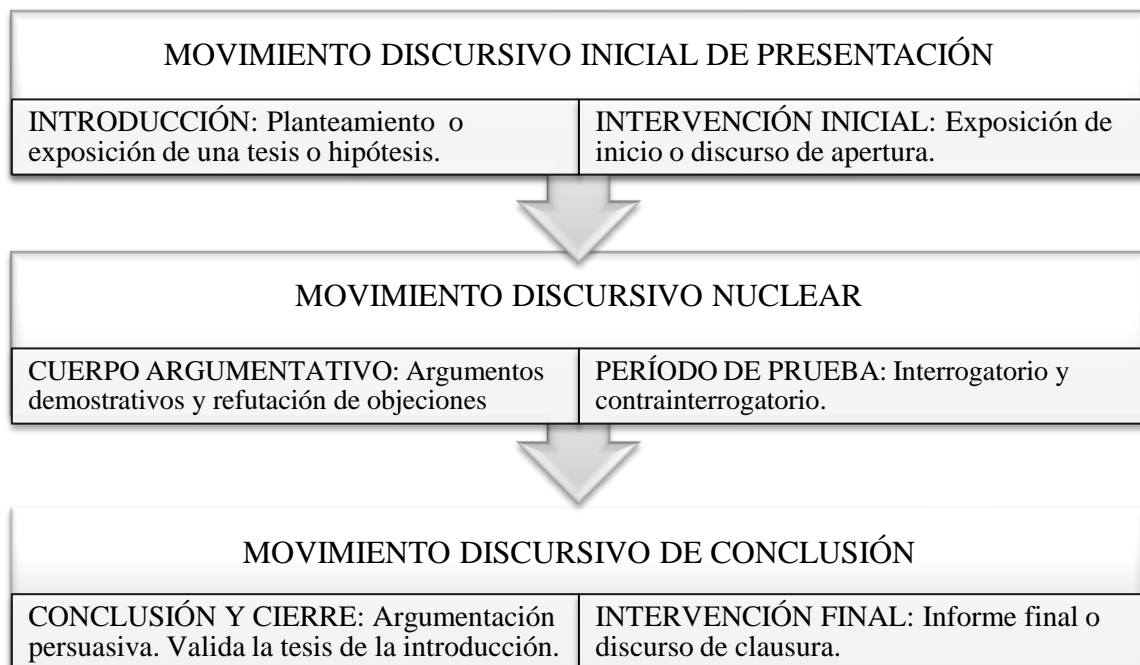 MOVIMIENTO DISCURSIVO INICIAL DE PRESENTACIÓN
INTRODUCCIÓN: Planteamiento o
exposición de una tesis o hipótesis.
INTERVENCIÓN INICIAL: Exposición de
inicio o discurso de apertura.
MOVIMIENTO DISCURSIVO NUCLEAR
CUERPO ARGUMENTATIVO: Argumentos
demostrativos y refutación de objeciones
PERÍODO DE PRUEBA: Interrogatorio y
contrainterrogatorio.
MOVIMIENTO DISCURSIVO DE CONCLUSIÓN
CONCLUSIÓN Y CIERRE: Argumentación
persuasiva. Valida la tesis de la introducción.
INTERVENCIÓN FINAL: Informe final o
discurso de clausura.